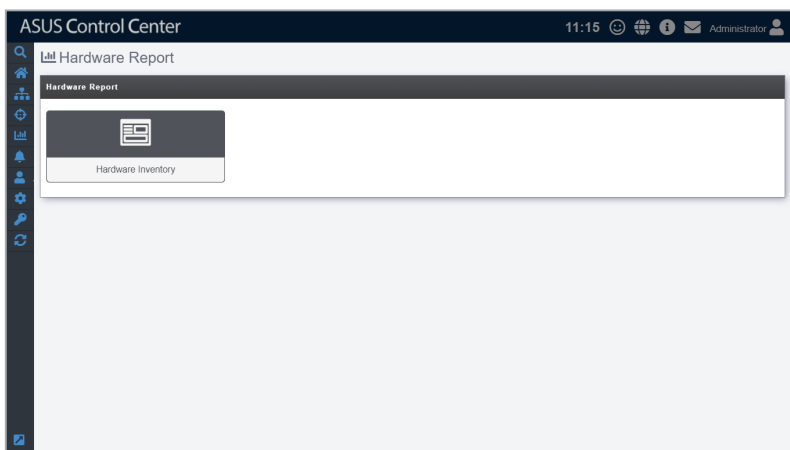 ASUS Control Center
11:15
Administrator
Hardware Report
Hardware Report
Hardware Inventory